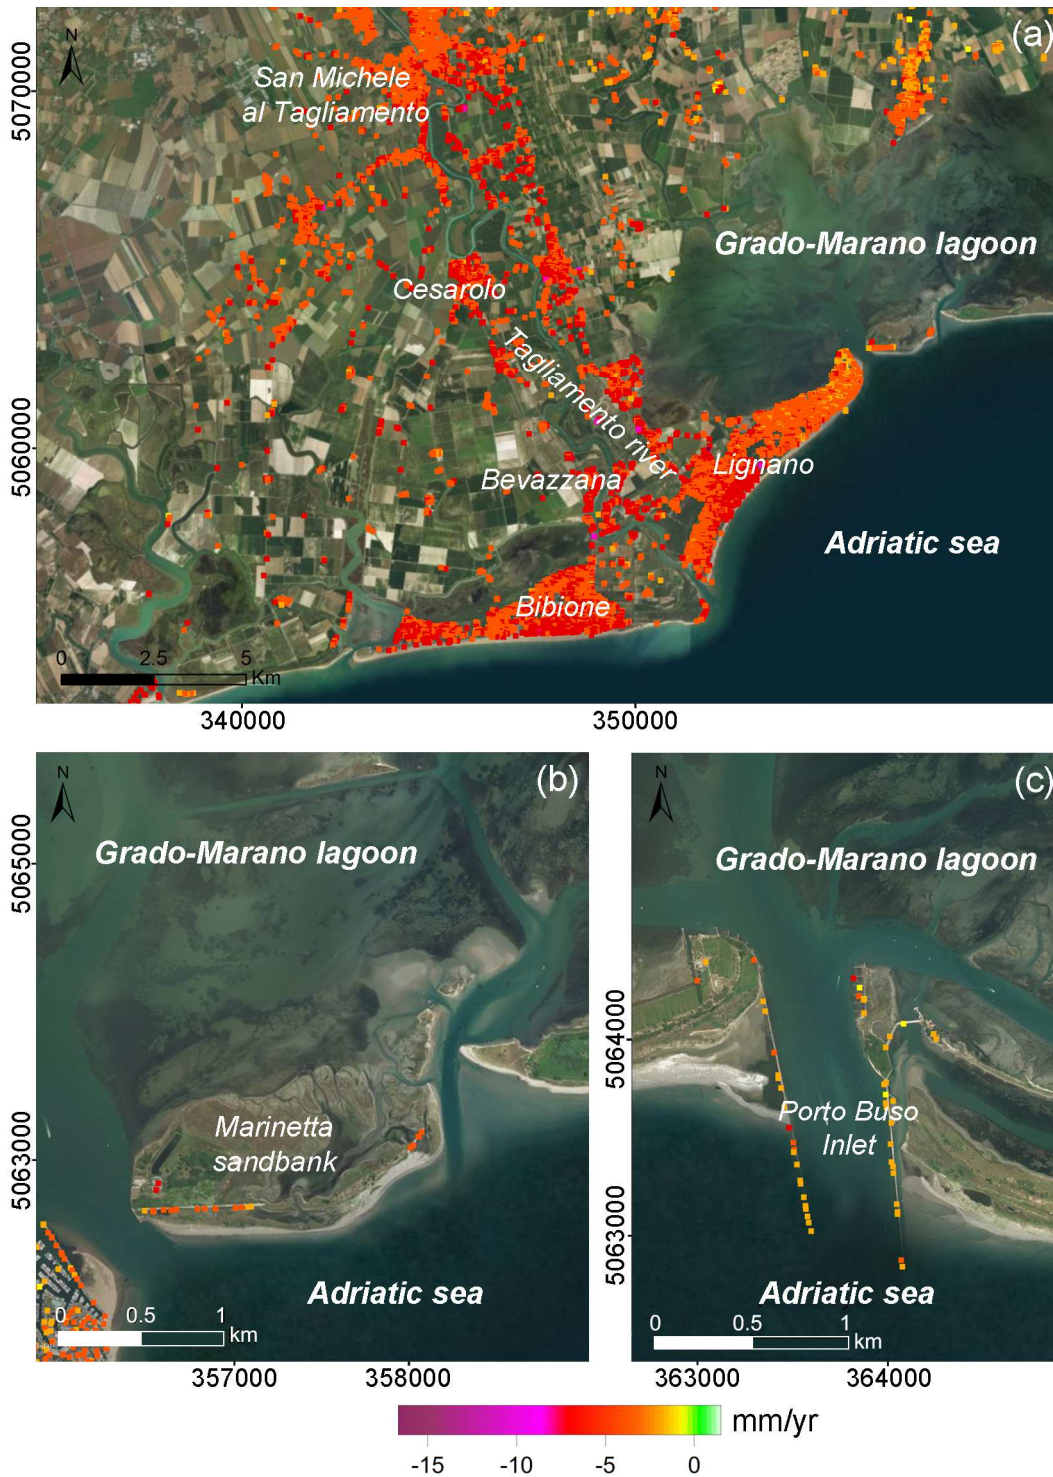 (a)
N
San Michele
al Tagliamento
Grado-Marano lagoon
Cesarolo
Tagliamento river
Bevazzana
Lignano
Adriatic sea
Bibione
0 2.5 5
Km
5070000
5060000
340000 350000
(b)
N
Grado-Marano lagoon
Marinetta
sandbank
Adriatic sea
0 0.5 1
km
5065000
5063000
357000 358000
(c)
N
Grado-Marano lagoon
Porto Buso
Inlet
Adriatic sea
0 0.5 1
km
5064000
5063000
363000 364000
mm/yr
-15 -10 -5 0